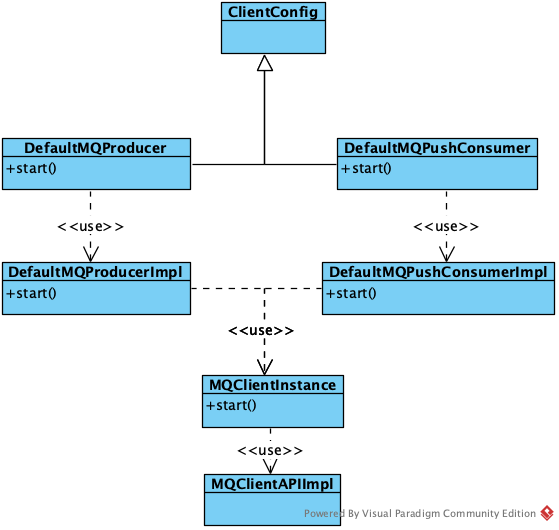 ClientConfig
DefaultMQProducer
+start()
DefaultMQPushConsumer
+start()
<<use>>
<<use>>
DefaultMQProducerImpl
+start()
DefaultMQPushConsumerImpl
+start()
<<use>>
MQClientInstance
+start()
<<use>>
MQClientAPIImpl
Powered By Visual Paradigm Community Edition